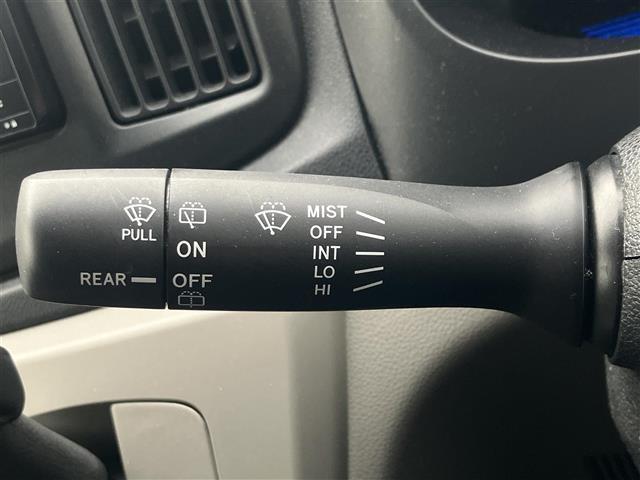 PULL
REAR
ON
OFF
MIST
OFF
INT
LO
HI